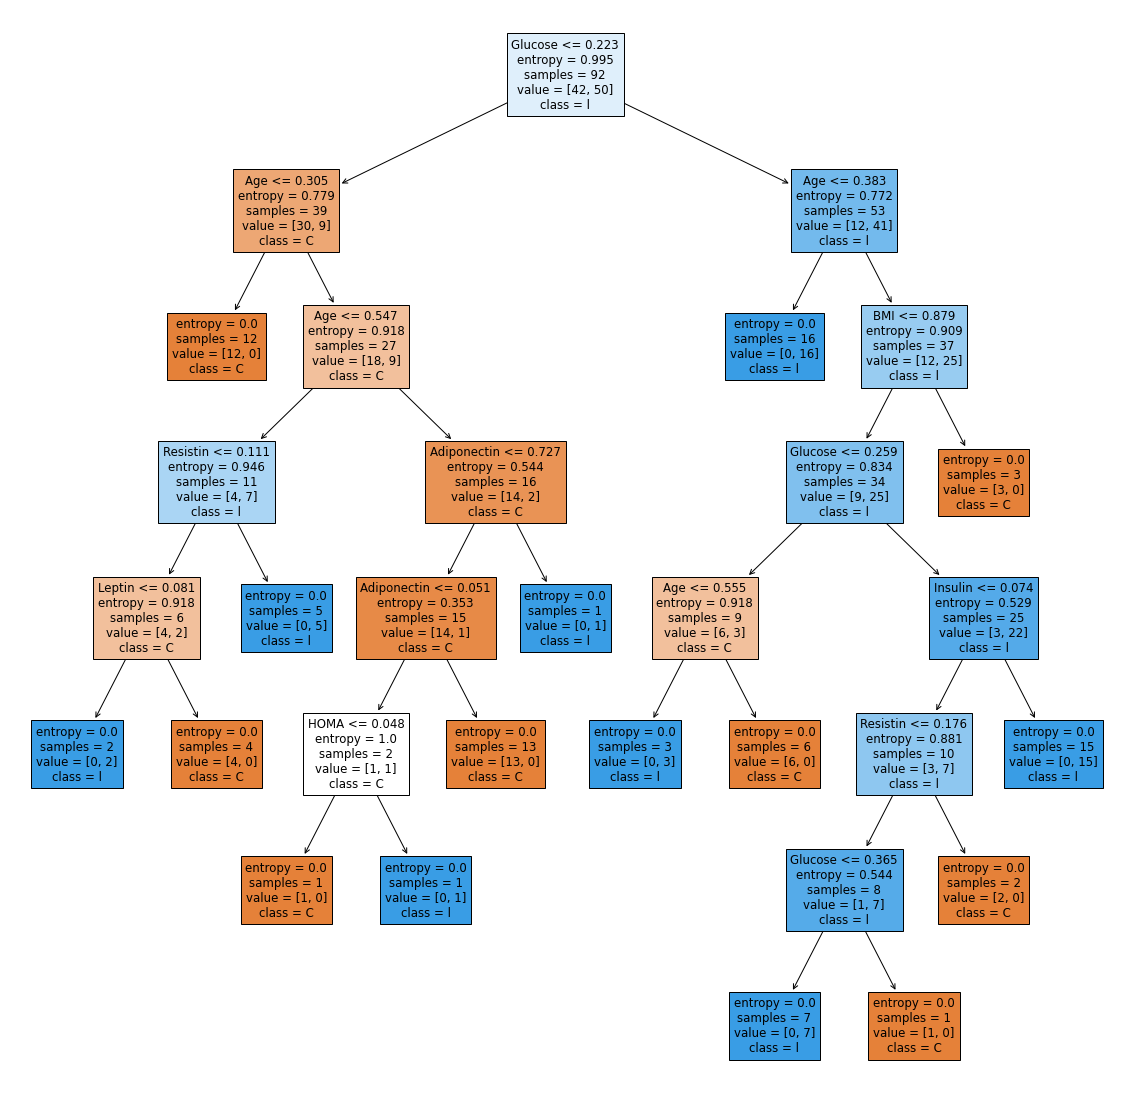 Glucose <= 0.223
entropy = 0.995
samples = 92
value = [42, 50]
class = l
Age <= 0.305
entropy = 0.779
samples = 39
value = [30, 9]
class = C
Age <= 0.383
entropy = 0.772
samples = 53
value = [12, 41]
class = l
entropy = 0.0
samples = 12
value = [12, 0]
class = C
Age <= 0.547
entropy = 0.918
samples = 27
value = [18, 9]
class = C
entropy = 0.0
samples = 16
value = [0, 16]
class = l
BMI <= 0.879
entropy = 0.909
samples = 37
value = [12, 25]
class = l
Resistin <= 0.111
entropy = 0.946
samples = 11
value = [4, 7]
class = l
Adiponectin <= 0.727
entropy = 0.544
samples = 16
value = [14, 2]
class = C
Glucose <= 0.259
entropy = 0.834
samples = 34
value = [9, 25]
class = l
entropy = 0.0
samples = 3
value = [3, 0]
class = C
Leptin <= 0.081
entropy = 0.918
samples = 6
value = [4, 2]
class = C
entropy = 0.0
samples = 5
value = [0, 5]
class = l
Adiponectin <= 0.051
entropy = 0.353
samples = 15
value = [14, 1]
class = C
entropy = 0.0
samples = 1
value = [0, 1]
class = l
Age <= 0.555
entropy = 0.918
samples = 9
value = [6, 3]
class = C
Insulin <= 0.074
entropy = 0.529
samples = 25
value = [3, 22]
class = l
entropy = 0.0
samples = 2
value = [0, 2]
class = l
entropy = 0.0
samples = 4
value = [4, 0]
class = C
HOMA <= 0.048
entropy = 1.0
samples = 2
value = [1, 1]
class = C
entropy = 0.0
samples = 13
value = [13, 0]
class = C
entropy = 0.0
samples = 3
value = [0, 3]
class = l
entropy = 0.0
samples = 6
value = [6, 0]
class = C
Resistin <= 0.176
entropy = 0.881
samples = 10
value = [3, 7]
class = l
entropy = 0.0
samples = 15
value = [0, 15]
class = l
entropy = 0.0
samples = 1
value = [1, 0]
class = C
entropy = 0.0
samples = 1
value = [0, 1]
class = l
Glucose <= 0.365
entropy = 0.544
samples = 8
value = [1, 7]
class = l
entropy = 0.0
samples = 2
value = [2, 0]
class = C
entropy = 0.0
samples = 7
value = [0, 7]
class = l
entropy = 0.0
samples = 1
value = [1, 0]
class = C